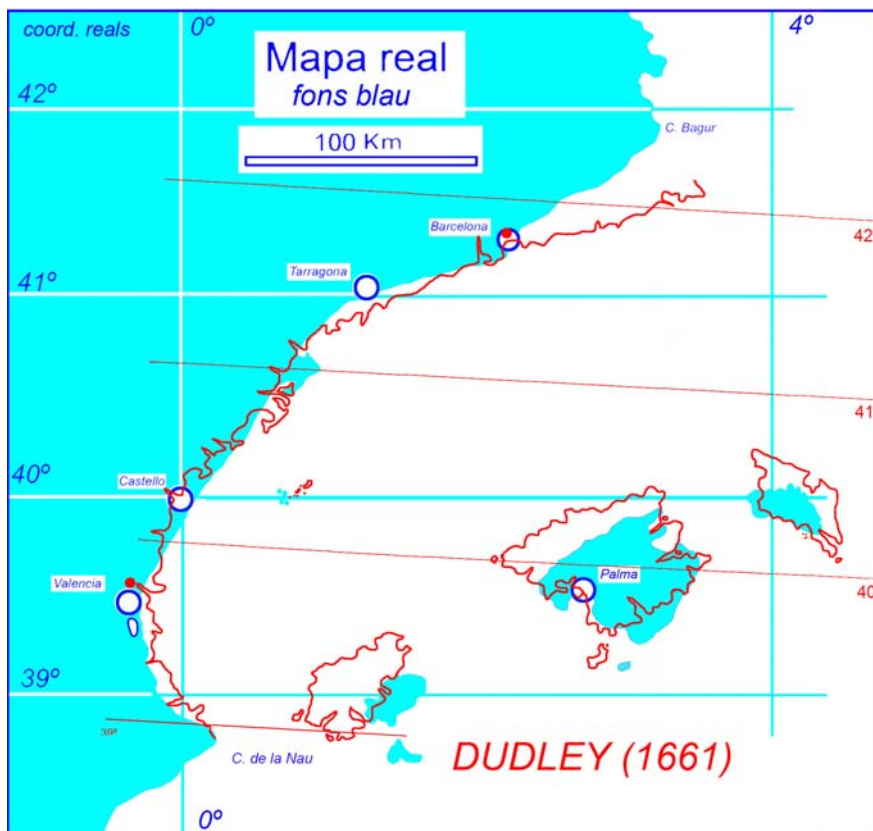 coord. reals
0º
4º
Mapa real
fons blau
42º
100 Km
C. Bagur
Barcelona
42
Tarragona
41º
41
40º
Castello
Valencia
Palma
40
39º
39º
C. de la Nau
DUDLEY (1661)
0º